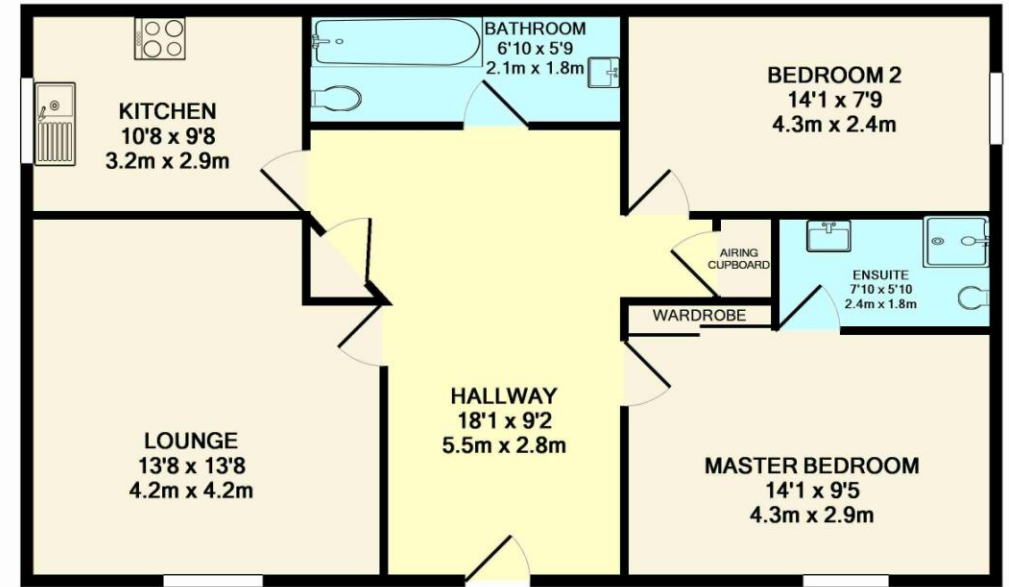 KITCHEN
10'8 x 9'8
3.2m x 2.9m
BATHROOM
6'10 x 5'9
2.1m x 1.8m
BEDROOM 2
14'1 x 7'9
4.3m x 2.4m
AIRING
CUPBOARD
ENSUITE
7'10 x 5'10
2.4m x 1.8m
WARDROBE
LOUNGE
13'8 x 13'8
4.2m x 4.2m
HALLWAY
18'1 x 9'2
5.5m x 2.8m
MASTER BEDROOM
14'1 x 9'5
4.3m x 2.9m